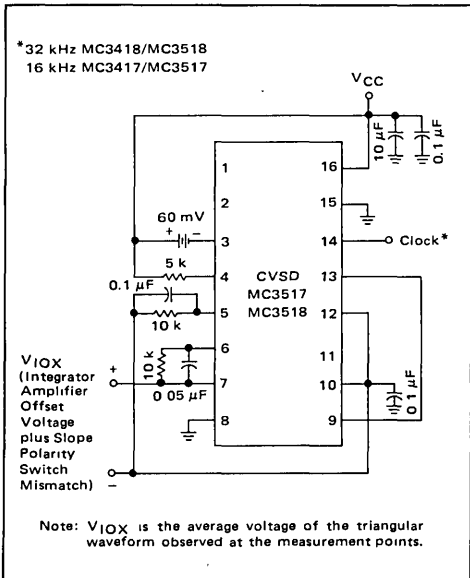 *32 kHz MC3418/MC3518
16 kHz MC3417/MC3517
VCC
10 µF
0.1 µF
1
2
3
4
5
6
7
8
16
15
14
13
12
11
10
9
60 mV
+ −
5 k
0.1 µF
10 k
10 k
0 05 µF
CVSD
MC3517
MC3518
Clock*
0.1 µF
VIOX +
(Integrator
Amplifier
Offset
Voltage
plus Slope
Polarity
Switch
Mismatch) −
Note: VIOX is the average voltage of the triangular
waveform observed at the measurement points.